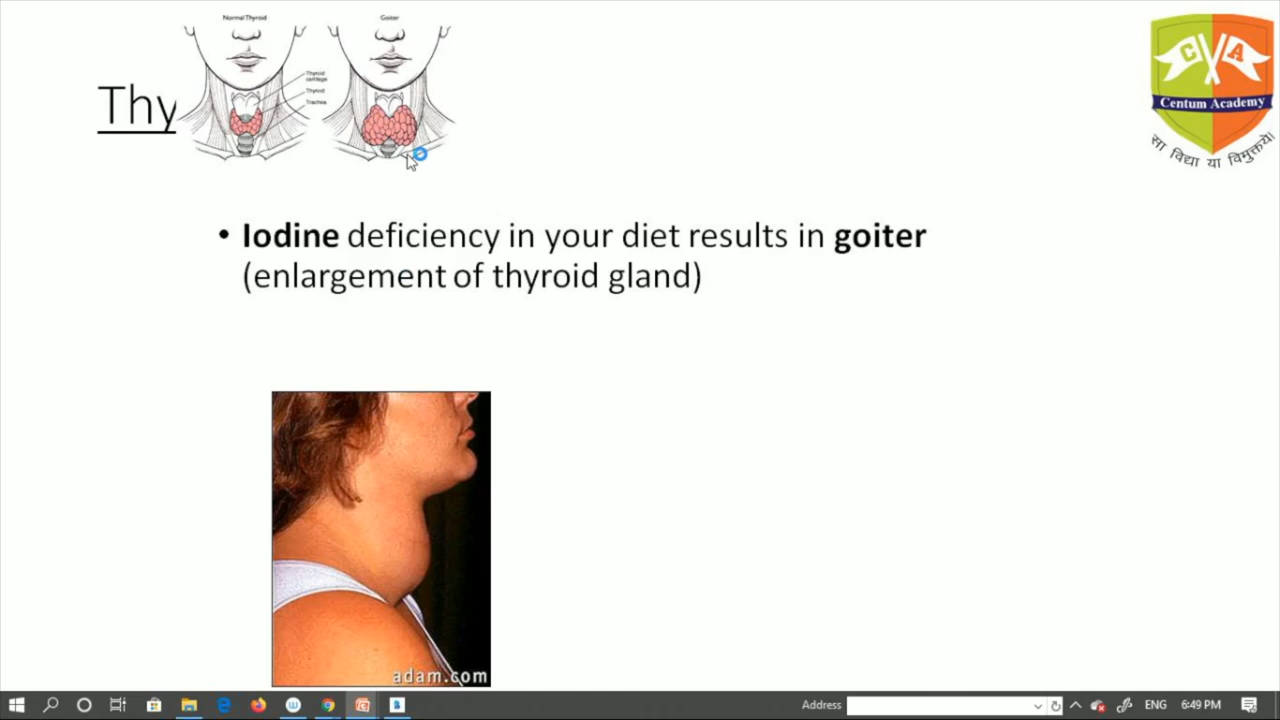 Normal Thyroid
Goiter
Thyroid
cartilage
Thyroid
Trachea
Thy
C A
Centum Academy
सा विद्या या विमुक्तये।
• Iodine deficiency in your diet results in goiter
(enlargement of thyroid gland)
adam.com
Address
ENG
6:49 PM